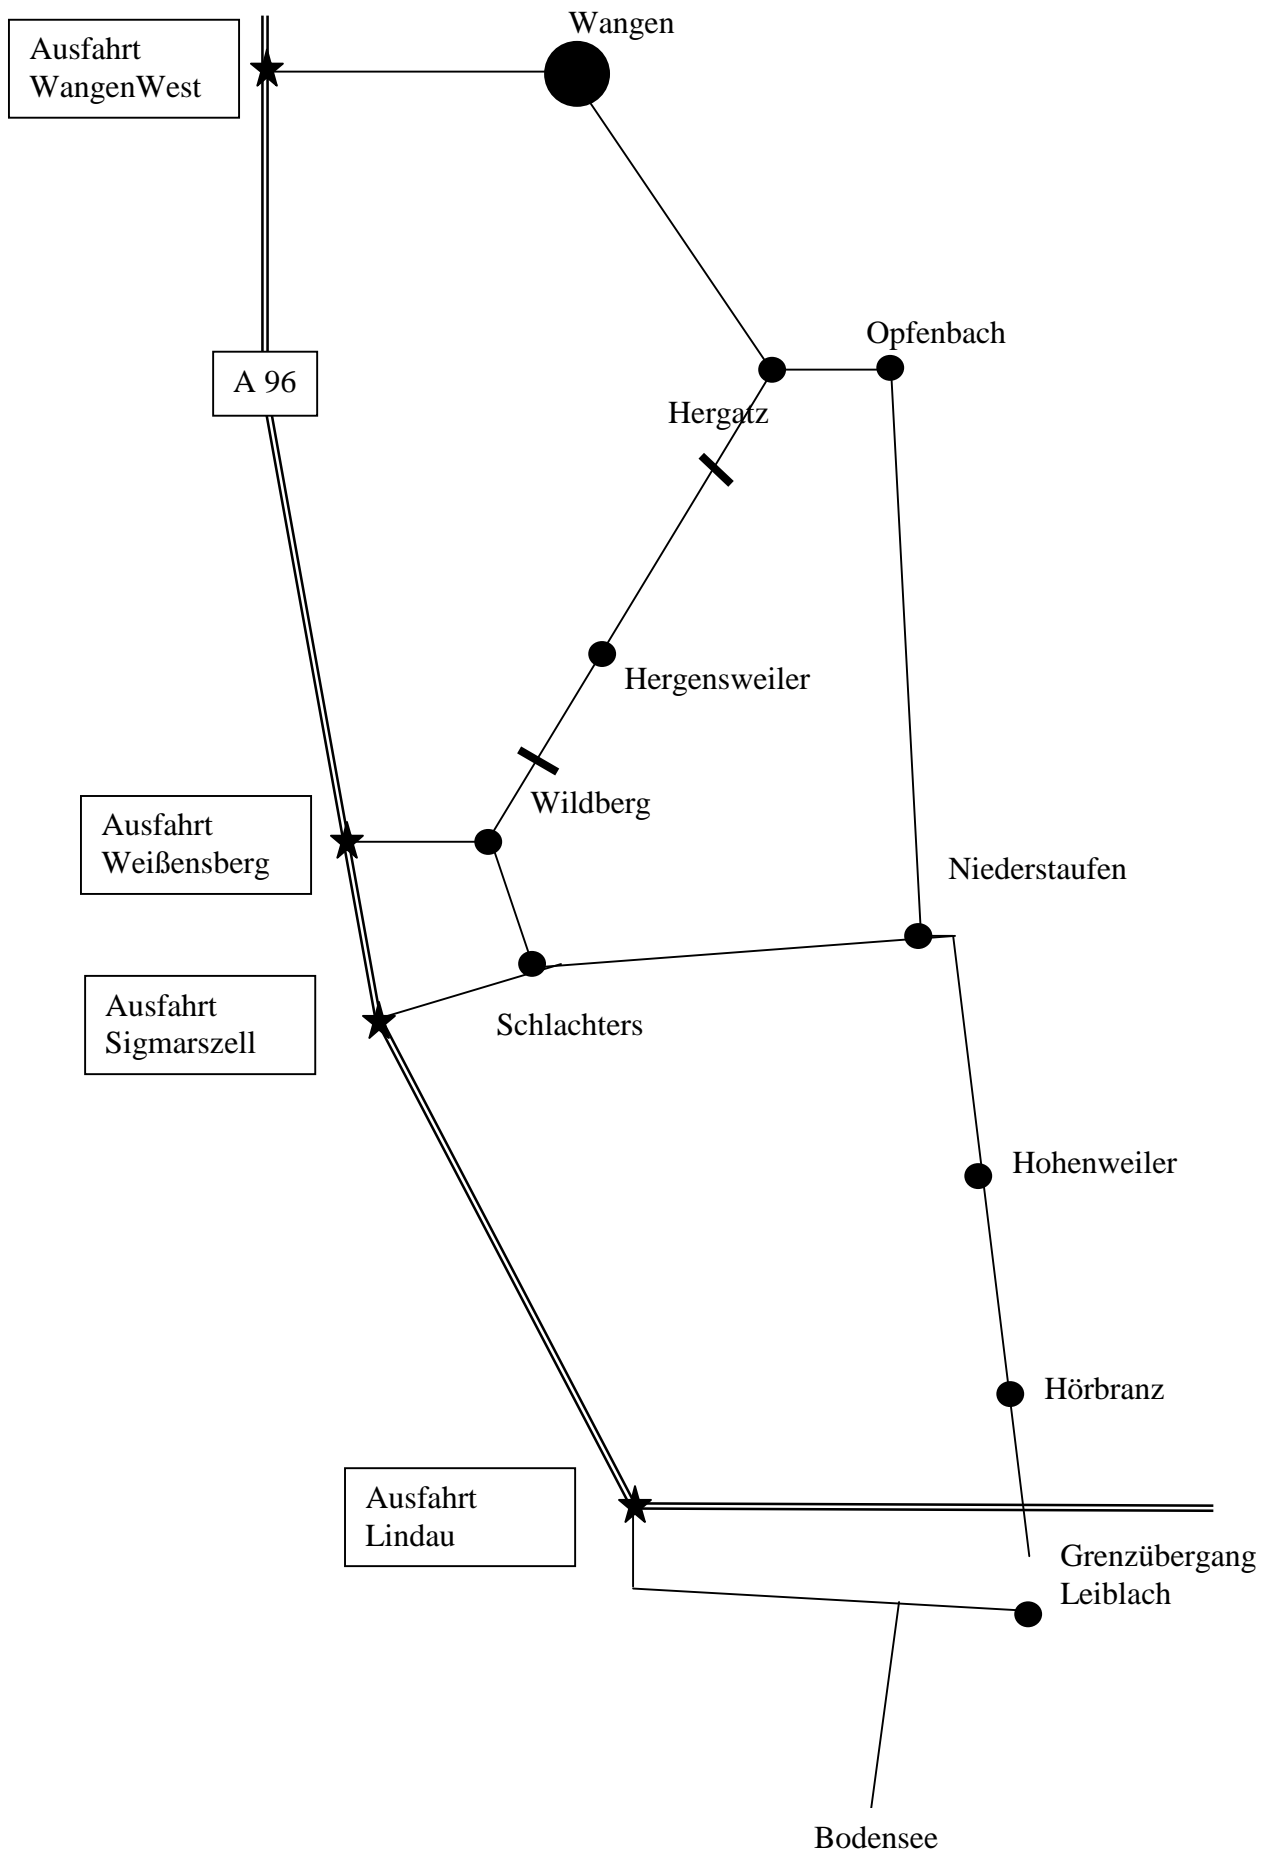 Wangen
Ausfahrt
WangenWest
Opfenbach
A 96
Hergatz
Hergensweiler
Wildberg
Ausfahrt
Weißensberg
Niederstaufen
Ausfahrt
Sigmarszell
Schlachters
Hohenweiler
Hörbranz
Ausfahrt
Lindau
Grenzübergang
Leiblach
Bodensee